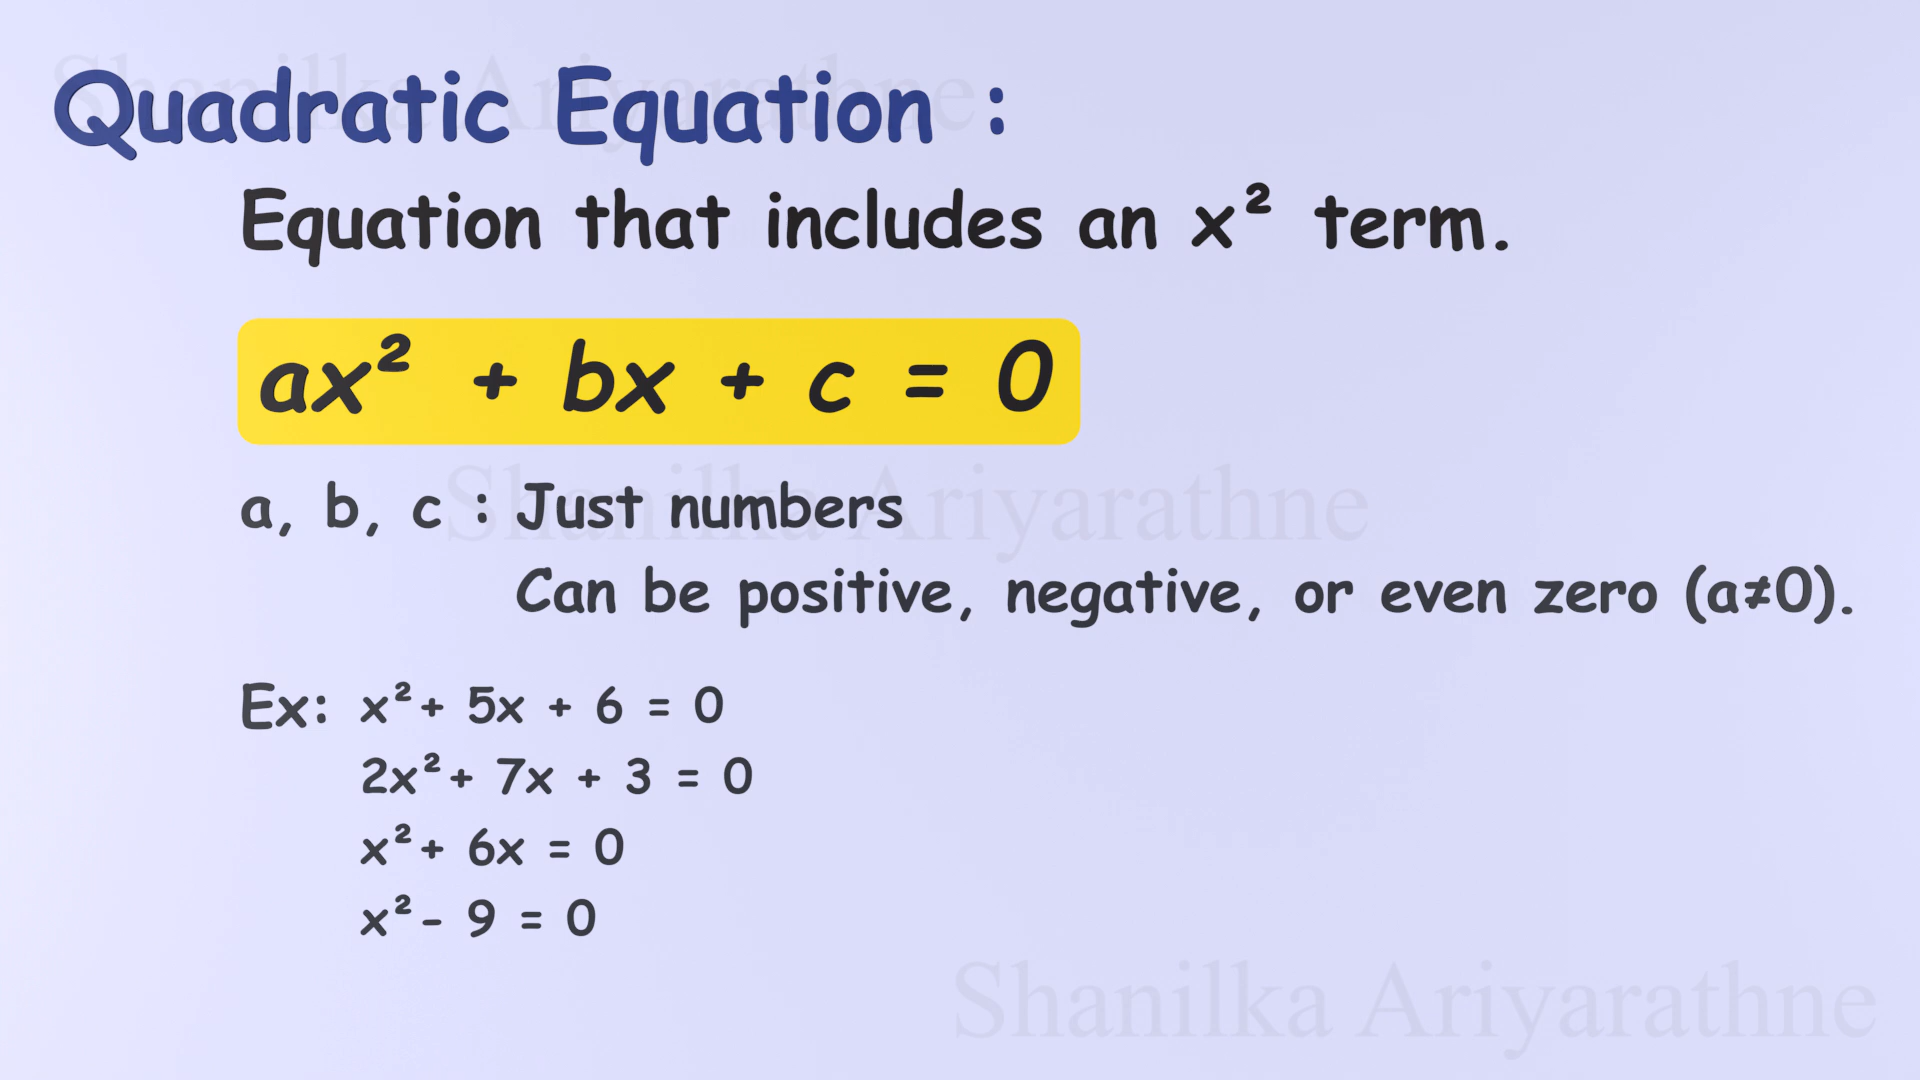 Shanilka Ariyarathne
Quadratic Equation :
Equation that includes an x² term.
ax² + bx + c = 0
Shanilka Ariyarathne
a, b, c : Just numbers
Can be positive, negative, or even zero (a≠0).
Ex: x²+ 5x + 6 = 0
2x²+ 7x + 3 = 0
x²+ 6x = 0
x²- 9 = 0
Shanilka Ariyarathne